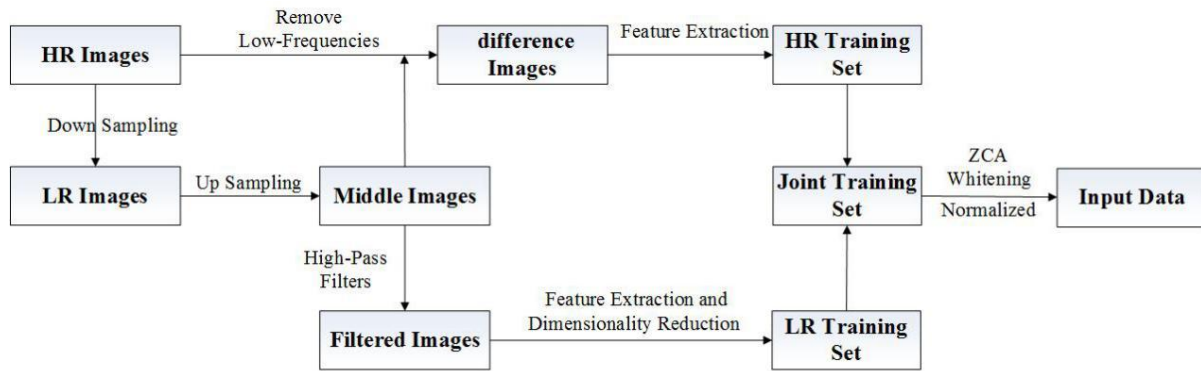 Remove
Low-Frequencies
HR Images
difference
Images
Feature Extraction
HR Training
Set
Down Sampling
LR Images
Up Sampling
Middle Images
Joint Training
Set
ZCA
Whitening
Normalized
Input Data
High-Pass
Filters
Filtered Images
Feature Extraction and
Dimensionality Reduction
LR Training
Set